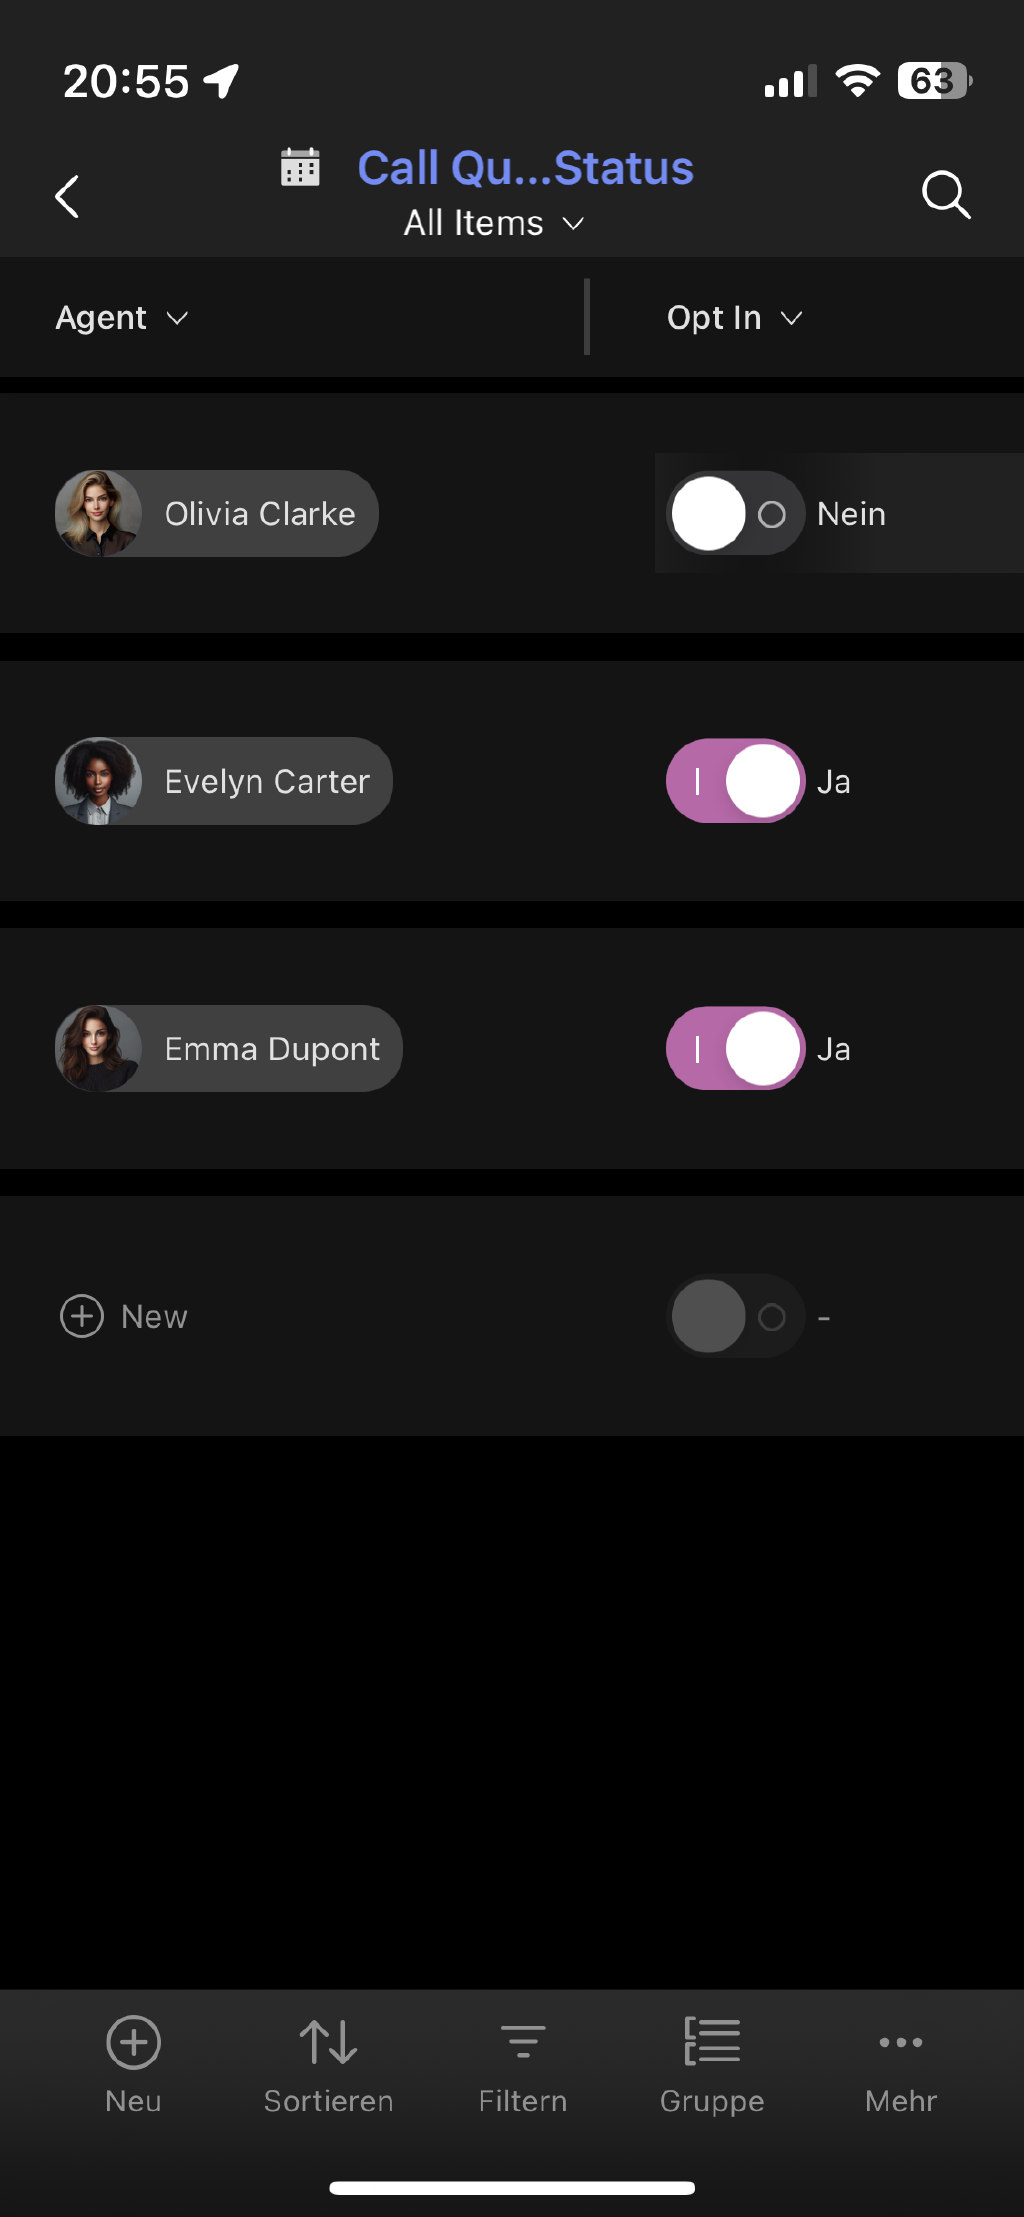 20:55
63
Call Qu...Status
All Items
Agent
Opt In
Olivia Clarke
Nein
Evelyn Carter
Ja
Emma Dupont
Ja
New
-
Neu
Sortieren
Filtern
Gruppe
Mehr